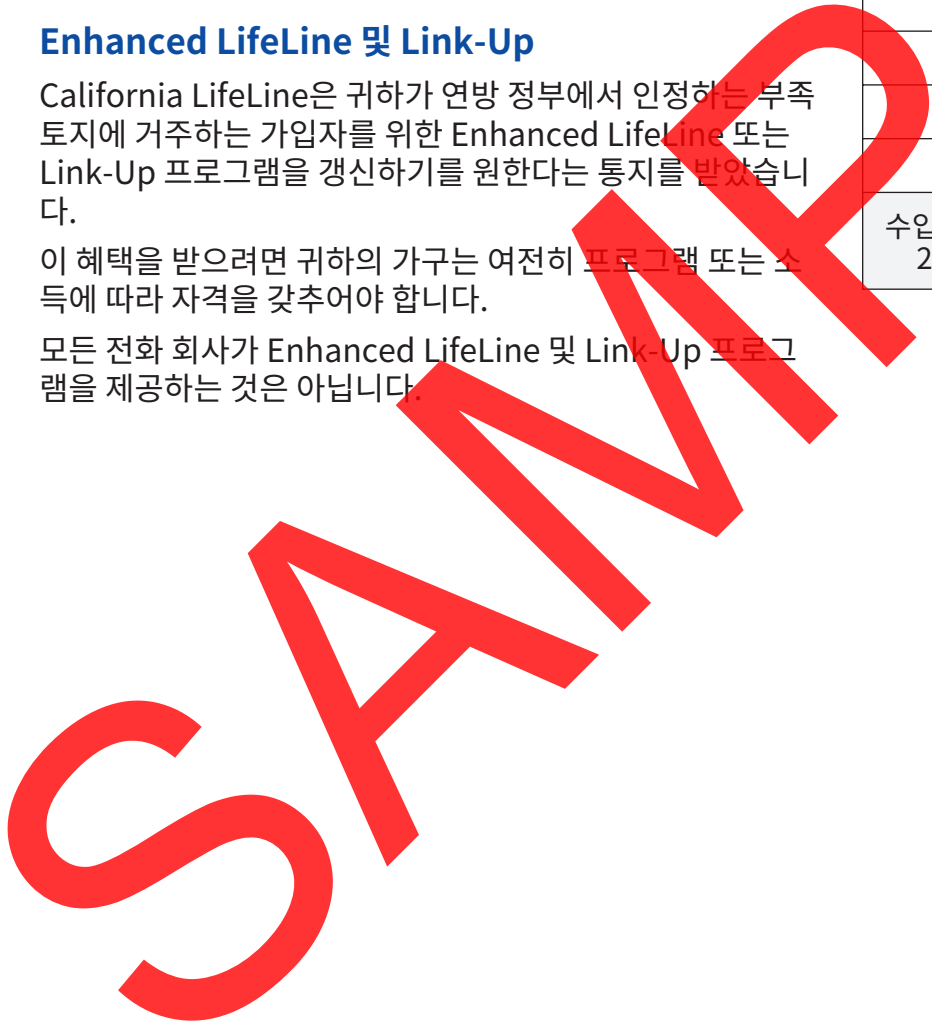 Enhanced LifeLine 및 Link-Up
California LifeLine은 귀하가 연방 정부에서 인정하는 부족
토지에 거주하는 가입자를 위한 Enhanced LifeLine 또는
Link-Up 프로그램을 갱신하기를 원한다는 통지를 받았습니
다.
이 혜택을 받으려면 귀하의 가구는 여전히 프로그램 또는 소
득에 따라 자격을 갖추어야 합니다.
모든 전화 회사가 Enhanced LifeLine 및 Link-Up 프로그
램을 제공하는 것은 아닙니다.
수입
2
SAMP